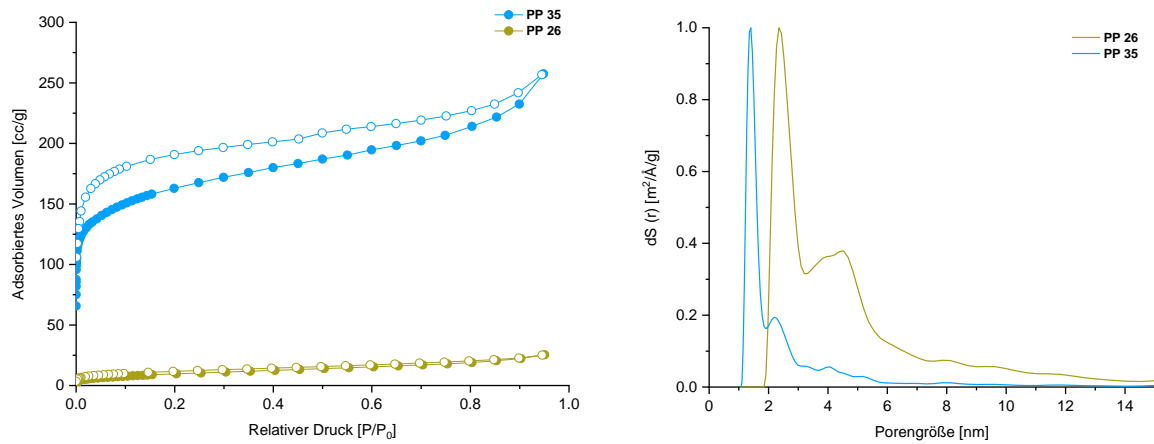 PP 35
PP 26
300
250
200
150
100
50
0
Adsorbiertes Volumen [cc/g]
0.0 0.2 0.4 0.6 0.8 1.0
Relativer Druck [P/P0]
PP 26
PP 35
1.0
0.8
0.6
0.4
0.2
0.0
dS (r) [m²/Å/g]
0 2 4 6 8 10 12 14
Porengröße [nm]